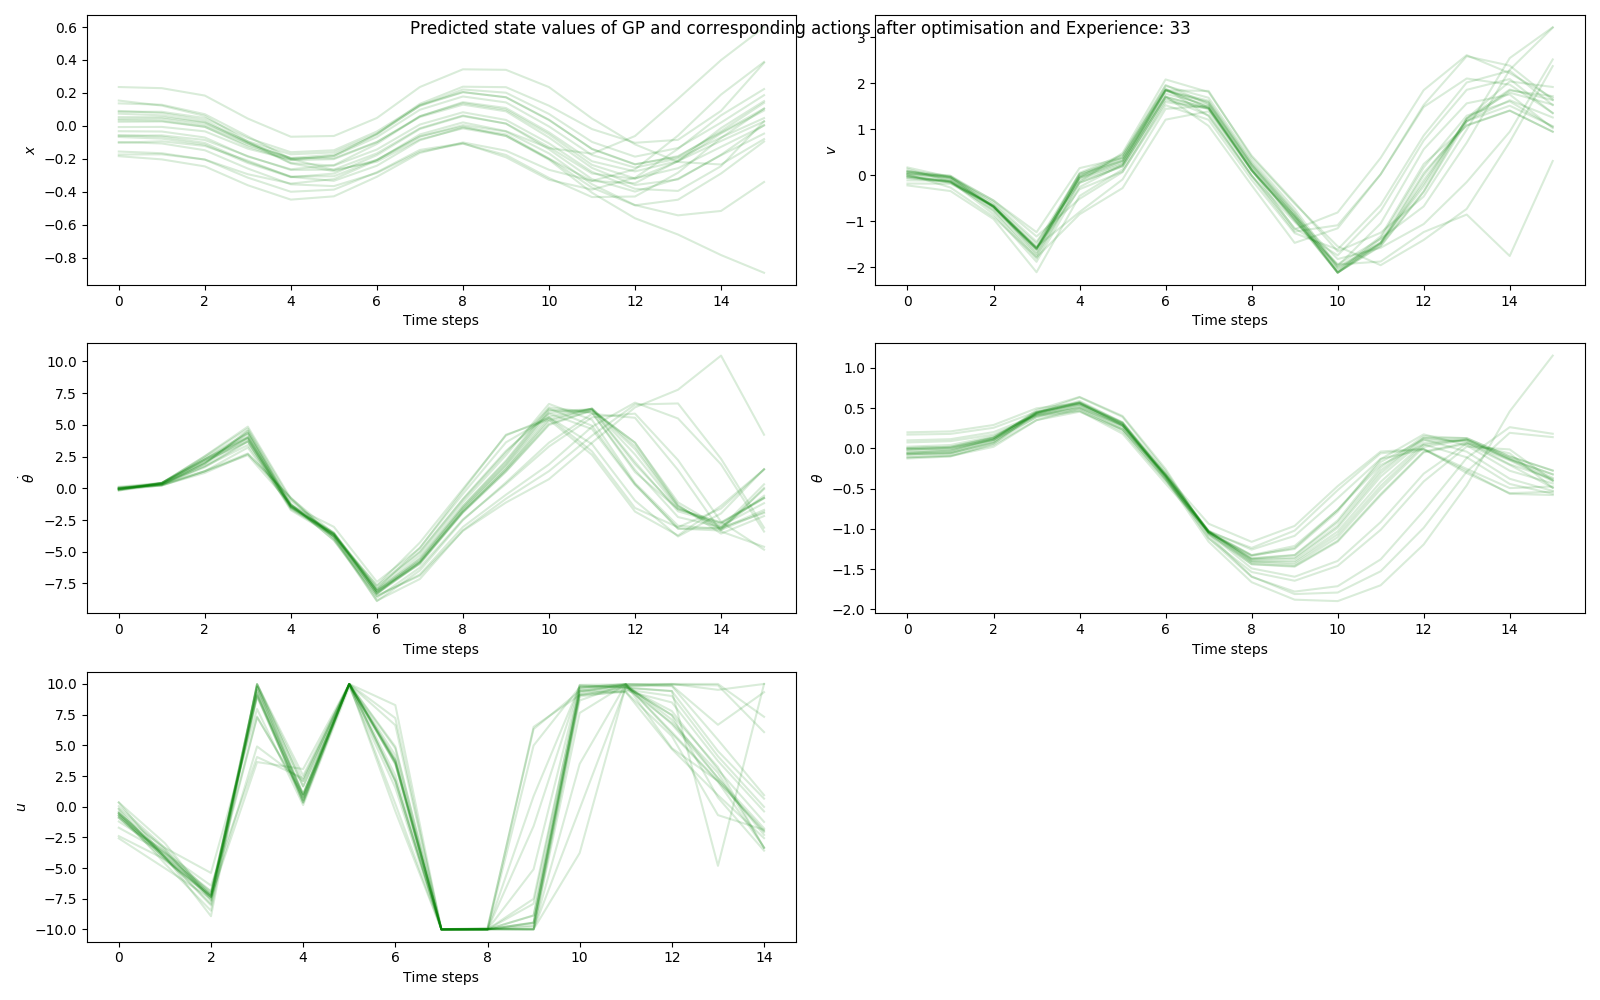 Predicted state values of GP and corresponding actions after optimisation and Experience: 33
0.6
0.4
0.2
0.0
−0.2
−0.4
−0.6
−0.8
x
0 2 4 6 8 10 12 14
Time steps
3
2
1
0
−1
−2
v
0 2 4 6 8 10 12 14
Time steps
10.0
7.5
5.0
2.5
0.0
−2.5
−5.0
−7.5
θ̇
0 2 4 6 8 10 12 14
Time steps
1.0
0.5
0.0
−0.5
−1.0
−1.5
−2.0
θ
0 2 4 6 8 10 12 14
Time steps
10.0
7.5
5.0
2.5
0.0
−2.5
−5.0
−7.5
−10.0
u
0 2 4 6 8 10 12 14
Time steps